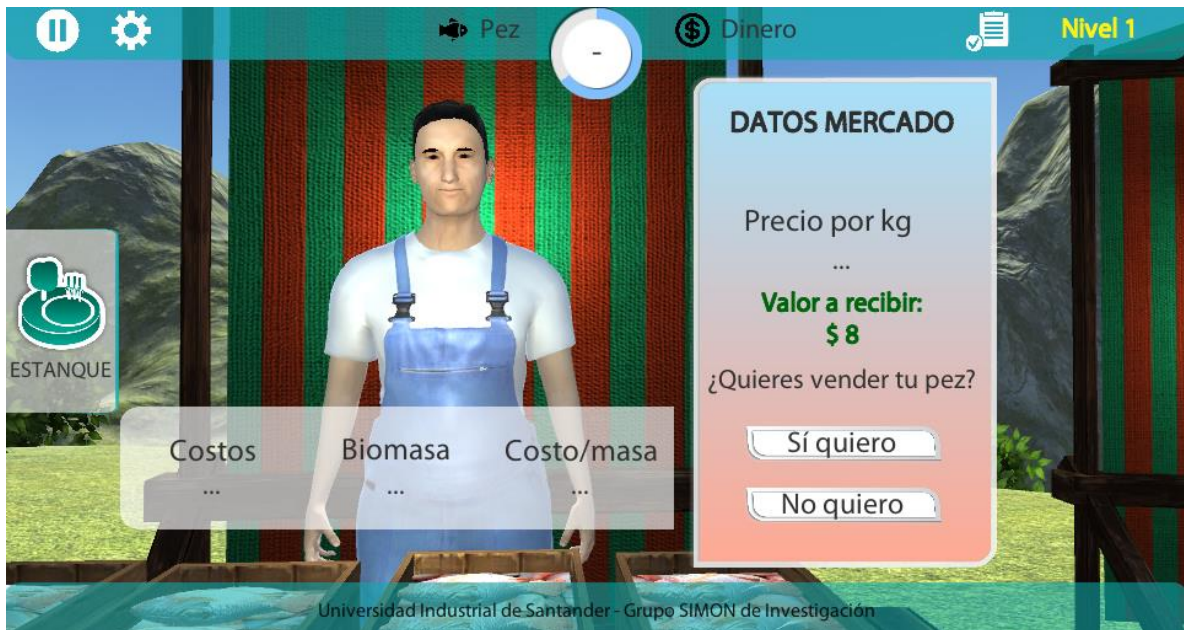 Pez
-
Dinero
Nivel 1
DATOS MERCADO
Precio por kg
...
Valor a recibir:
$ 8
¿Quieres vender tu pez?
Sí quiero
No quiero
ESTANQUE
Costos
Biomasa
Costo/masa
...
...
...
Universidad Industrial de Santander - Grupo SIMON de Investigación